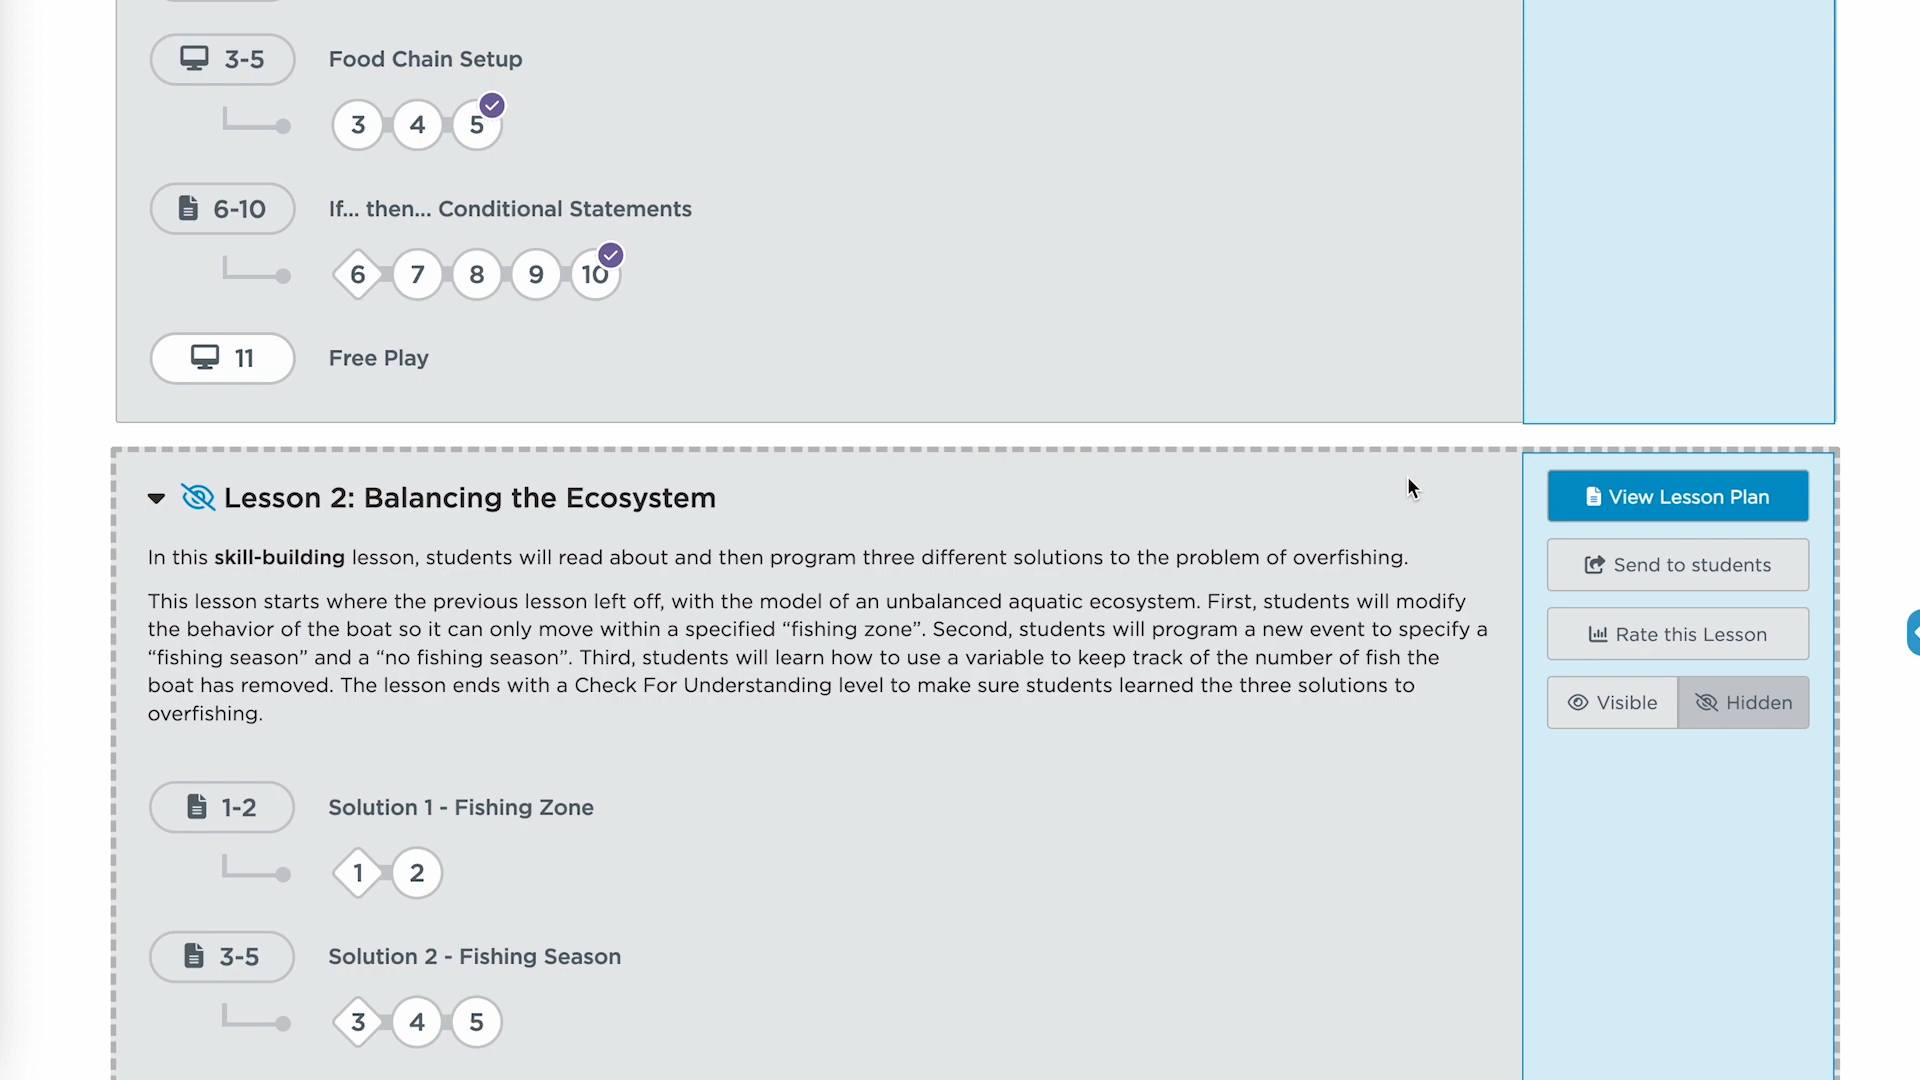 3-5 Food Chain Setup
3 4 5
6-10 If... then... Conditional Statements
6 7 8 9 10
11 Free Play
Lesson 2: Balancing the Ecosystem
View Lesson Plan
In this skill-building lesson, students will read about and then program three different solutions to the problem of overfishing.
Send to students
This lesson starts where the previous lesson left off, with the model of an unbalanced aquatic ecosystem. First, students will modify
the behavior of the boat so it can only move within a specified “fishing zone”. Second, students will program a new event to specify a
“fishing season” and a “no fishing season”. Third, students will learn how to use a variable to keep track of the number of fish the
boat has removed. The lesson ends with a Check For Understanding level to make sure students learned the three solutions to
overfishing.
Rate this Lesson
Visible Hidden
1-2 Solution 1 - Fishing Zone
1 2
3-5 Solution 2 - Fishing Season
3 4 5